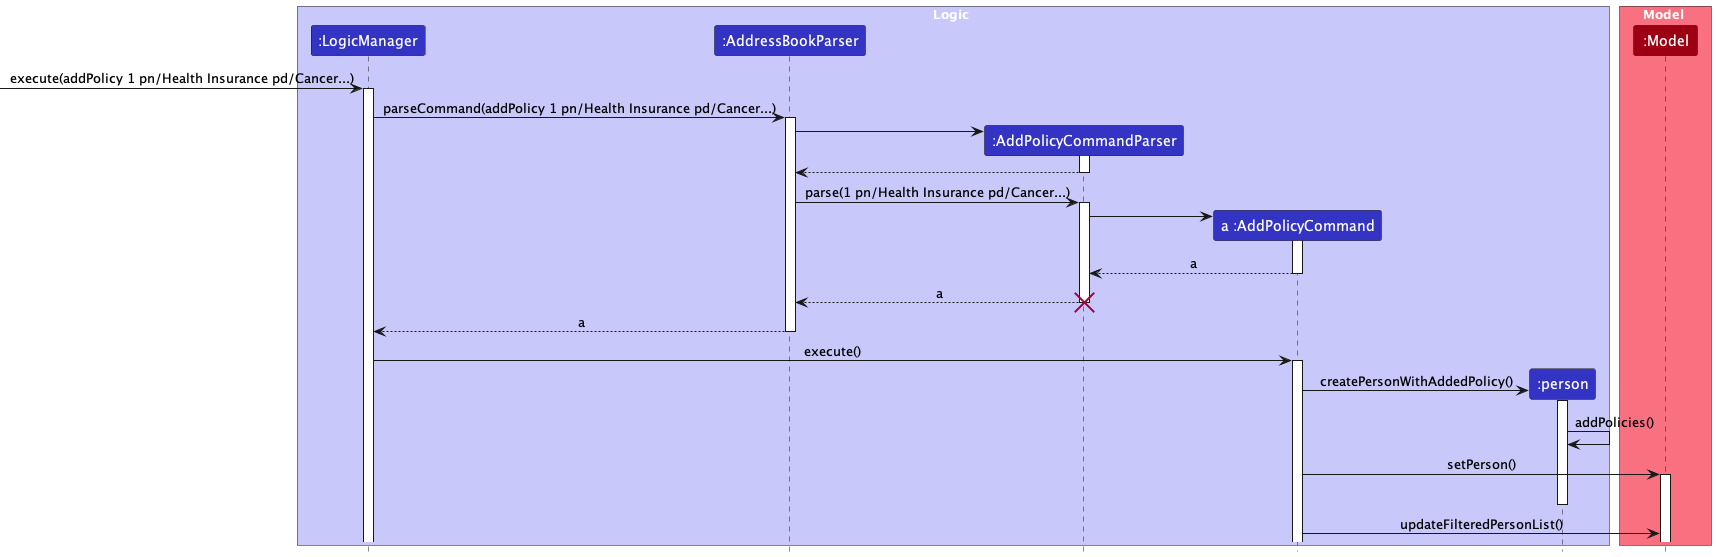 Logic
Model
:LogicManager
:AddressBookParser
:Model
execute(addPolicy 1 pn/Health Insurance pd/Cancer...)
parseCommand(addPolicy 1 pn/Health Insurance pd/Cancer...)
:AddPolicyCommandParser
parse(1 pn/Health Insurance pd/Cancer...)
a :AddPolicyCommand
a
a
a
execute()
createPersonWithAddedPolicy()
:person
addPolicies()
setPerson()
updateFilteredPersonList()